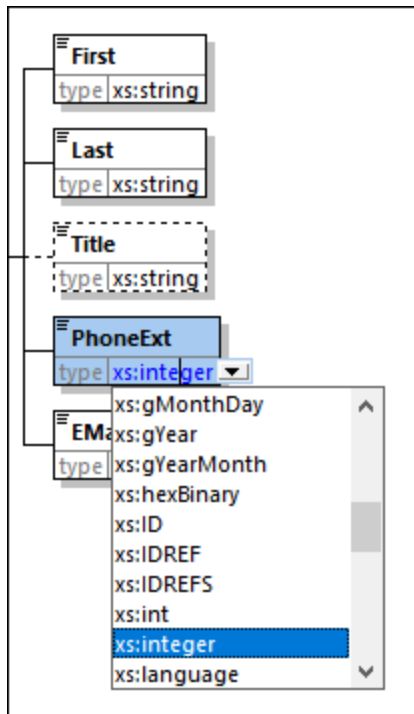 First
type xs:string
Last
type xs:string
Title
type xs:string
PhoneExt
type xs:integer
type
xs:gMonthDay
xs:gYear
xs:gYearMonth
xs:hexBinary
xs:ID
xs:IDREF
xs:IDREFS
xs:int
xs:integer
xs:language